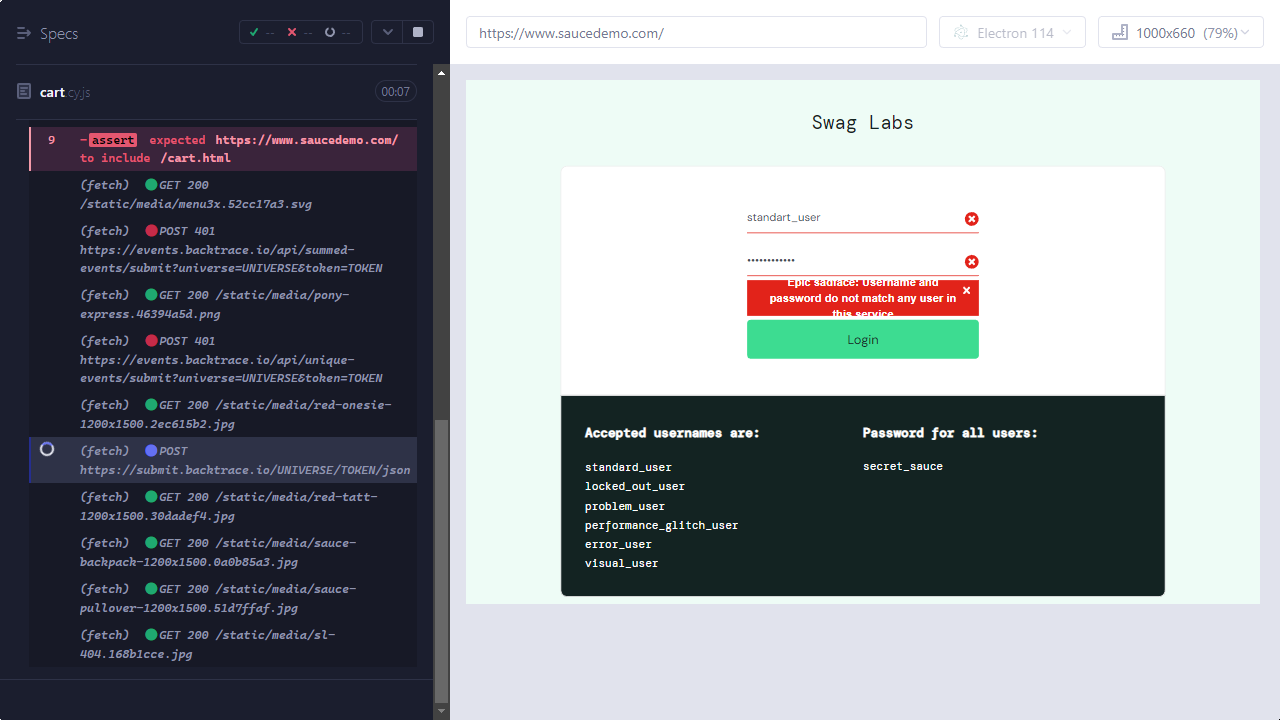 Specs
--
--
--
cart.cy.js
00:07
9
-assert expected https://www.saucedemo.com/
to include /cart.html
(fetch) GET 200
/static/media/menu3x.52cc17a3.svg
(fetch) POST 401
https://events.backtrace.io/api/summed-
events/submit?universe=UNIVERSE&token=TOKEN
(fetch) GET 200 /static/media/pony-
express.46394a5d.png
(fetch) POST 401
https://events.backtrace.io/api/unique-
events/submit?universe=UNIVERSE&token=TOKEN
(fetch) GET 200 /static/media/red-onesie-
1200x1500.2ec615b2.jpg
(fetch) POST
https://submit.backtrace.io/UNIVERSE/TOKEN/json
(fetch) GET 200 /static/media/red-tatt-
1200x1500.30dadef4.jpg
(fetch) GET 200 /static/media/sauce-
backpack-1200x1500.0a0b85a3.jpg
(fetch) GET 200 /static/media/sauce-
pullover-1200x1500.51d7ffaf.jpg
(fetch) GET 200 /static/media/sl-
404.168b1cce.jpg
https://www.saucedemo.com/
Electron 114
1000x660 (79%)
Swag Labs
standart_user
Epic sadface: Username and
password do not match any user in
this service
Login
Accepted usernames are:
standard_user
locked_out_user
problem_user
performance_glitch_user
error_user
visual_user
Password for all users:
secret_sauce